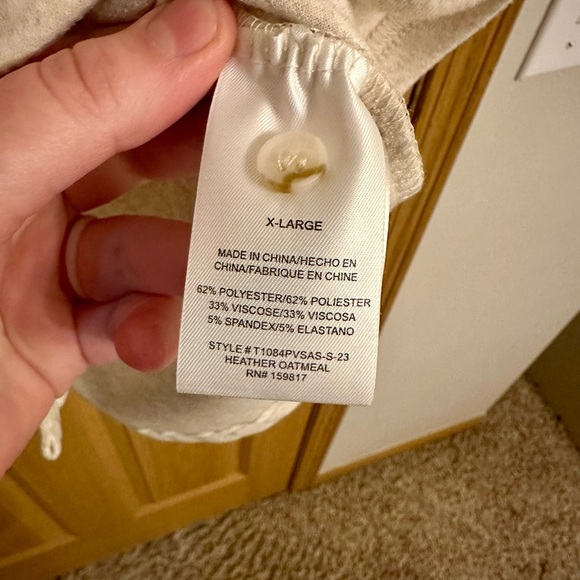 X-LARGE
MADE IN CHINA/HECHO EN
CHINA/FABRIQUE EN CHINE
62% POLYESTER/62% POLIESTER
33% VISCOSE/33% VISCOSA
5% SPANDEX/5% ELASTANO
STYLE # T1084PVSAS-S-23
HEATHER OATMEAL
RN# 159817